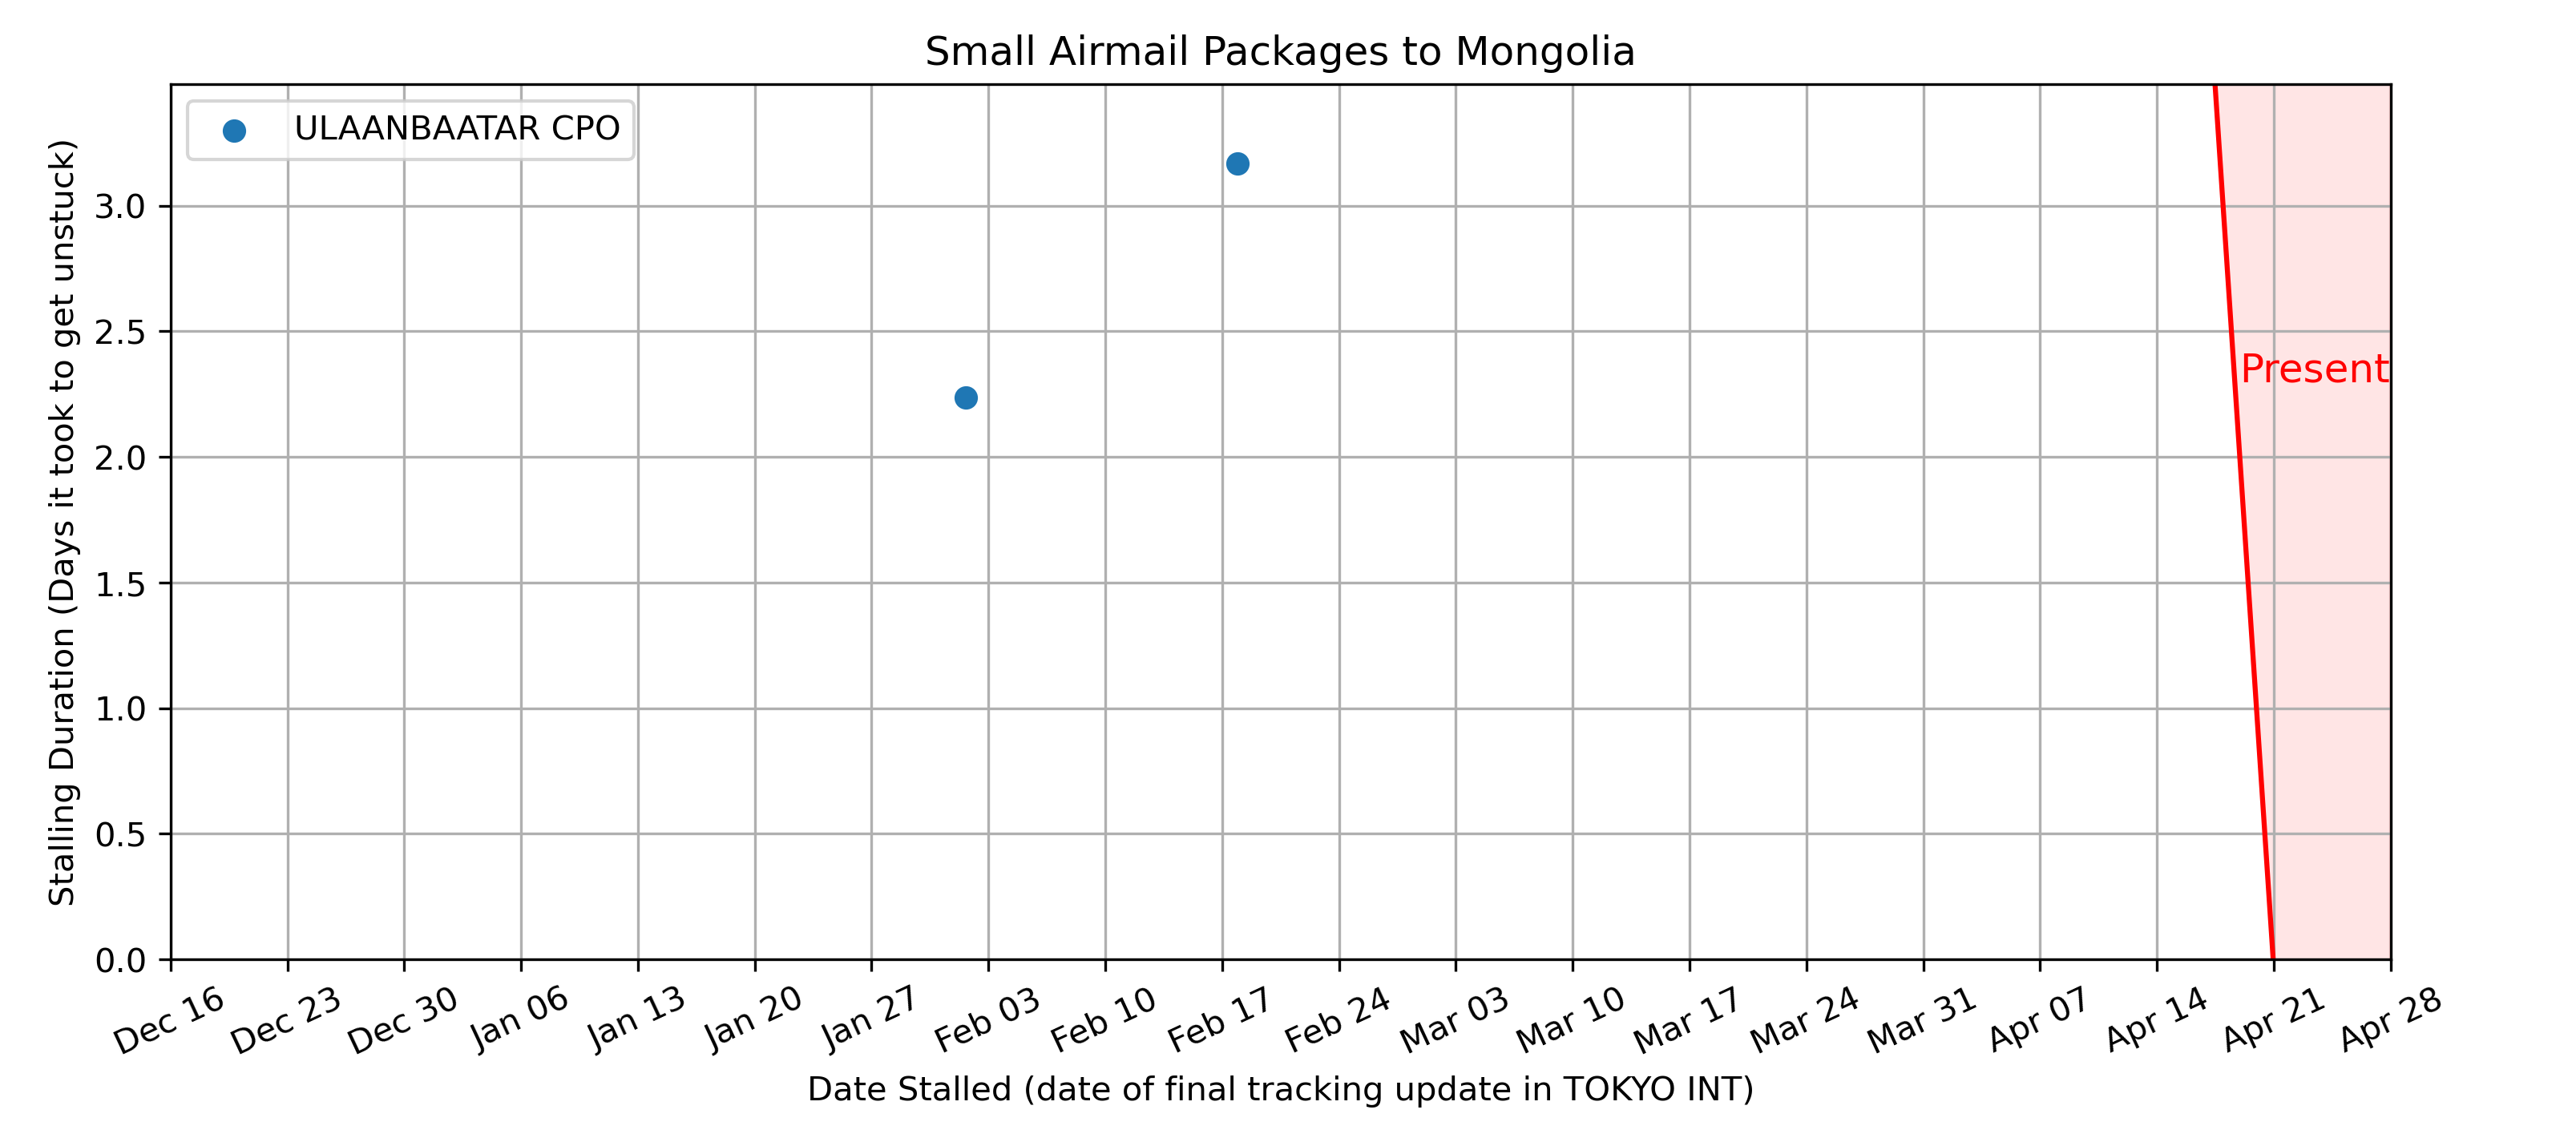 Small Airmail Packages to Mongolia
ULAANBAATAR CPO
Stalling Duration (Days it took to get unstuck)
3.0
2.5
2.0
1.5
1.0
0.5
0.0
Present
Dec 16
Dec 23
Dec 30
Jan 06
Jan 13
Jan 20
Jan 27
Feb 03
Feb 10
Feb 17
Feb 24
Mar 03
Mar 10
Mar 17
Mar 24
Mar 31
Apr 07
Apr 14
Apr 21
Apr 28
Date Stalled (date of final tracking update in TOKYO INT)